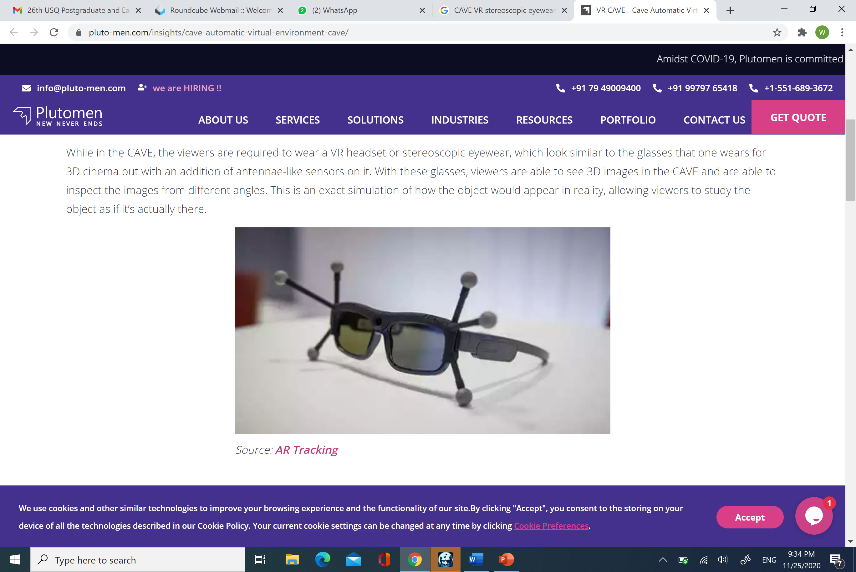 26th USQ Postgraduate and Ea
Roundcube Webmail :: Welcom
(2) WhatsApp
CAVE VR stereoscopic eyewear
VR CAVE - Cave Automatic Virt
pluto-men.com/insights/cave-automatic-virtual-environment-cave/
W
Amidst COVID-19, Plutomen is committed
info@pluto-men.com we are HIRING !! +91 79 49009400 +91 99797 65418 +1-551-689-3672
Plutomen
NEW NEVER ENDS
ABOUT US SERVICES SOLUTIONS INDUSTRIES RESOURCES PORTFOLIO CONTACT US GET QUOTE
While in the CAVE, the viewers are required to wear a VR headset or stereoscopic eyewear, which look similar to the glasses that one wears for
3D cinema but with an addition of antennae-like sensors on it. With these glasses, viewers are able to see 3D images in the CAVE and are able to
inspect the images from different angles. This is an exact simulation of how the object would appear in reality, allowing viewers to study the
object as if it's actually there.
Source: AR Tracking
We use cookies and other similar technologies to improve your browsing experience and the functionality of our site.By clicking "Accept", you consent to the storing on your
device of all the technologies described in our Cookie Policy. Your current cookie settings can be changed at any time by clicking Cookie Preferences.
Accept
1
Type here to search
ENG
9:34 PM
11/25/2020
7